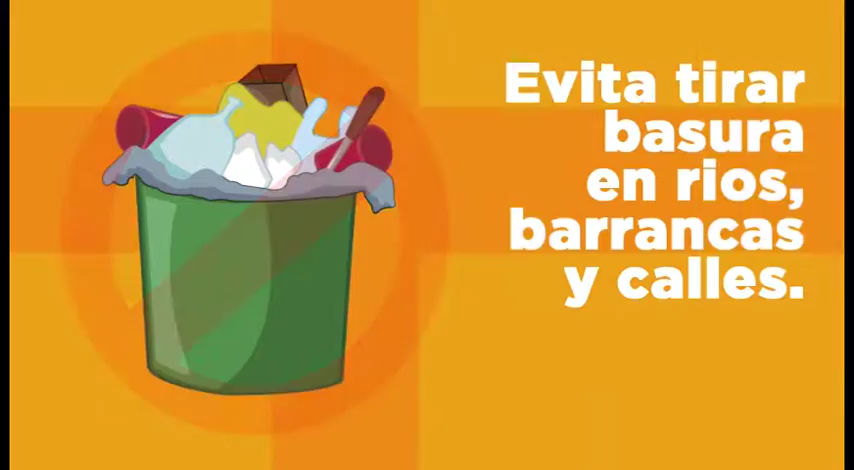 Evita tirar
basura
en rios,
barrancas
y calles.